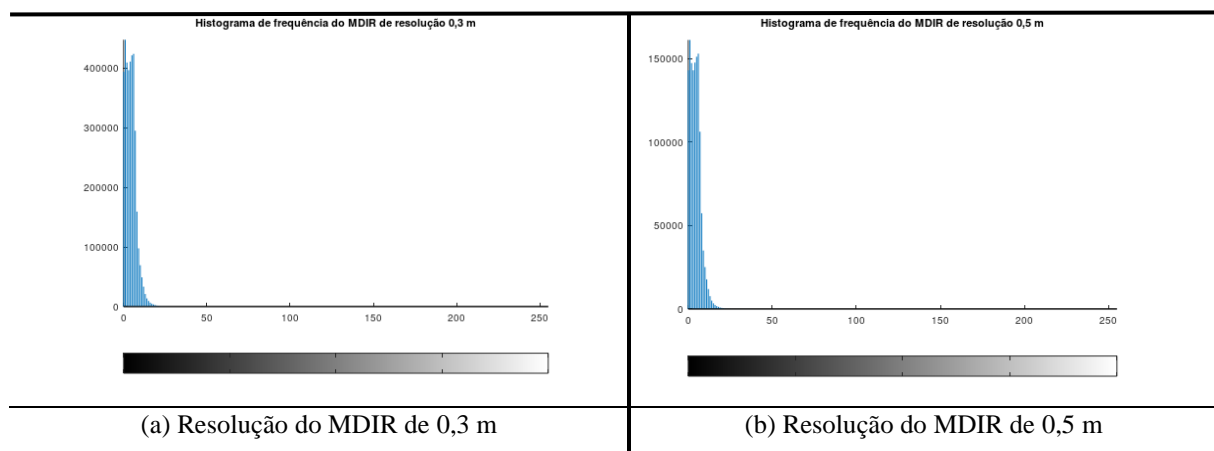 Histograma de frequência do MDIR de resolução 0,3 m
400000
300000
200000
100000
0
0 50 100 150 200 250
(a) Resolução do MDIR de 0,3 m
Histograma de frequência do MDIR de resolução 0,5 m
150000
100000
50000
0
0 50 100 150 200 250
(b) Resolução do MDIR de 0,5 m